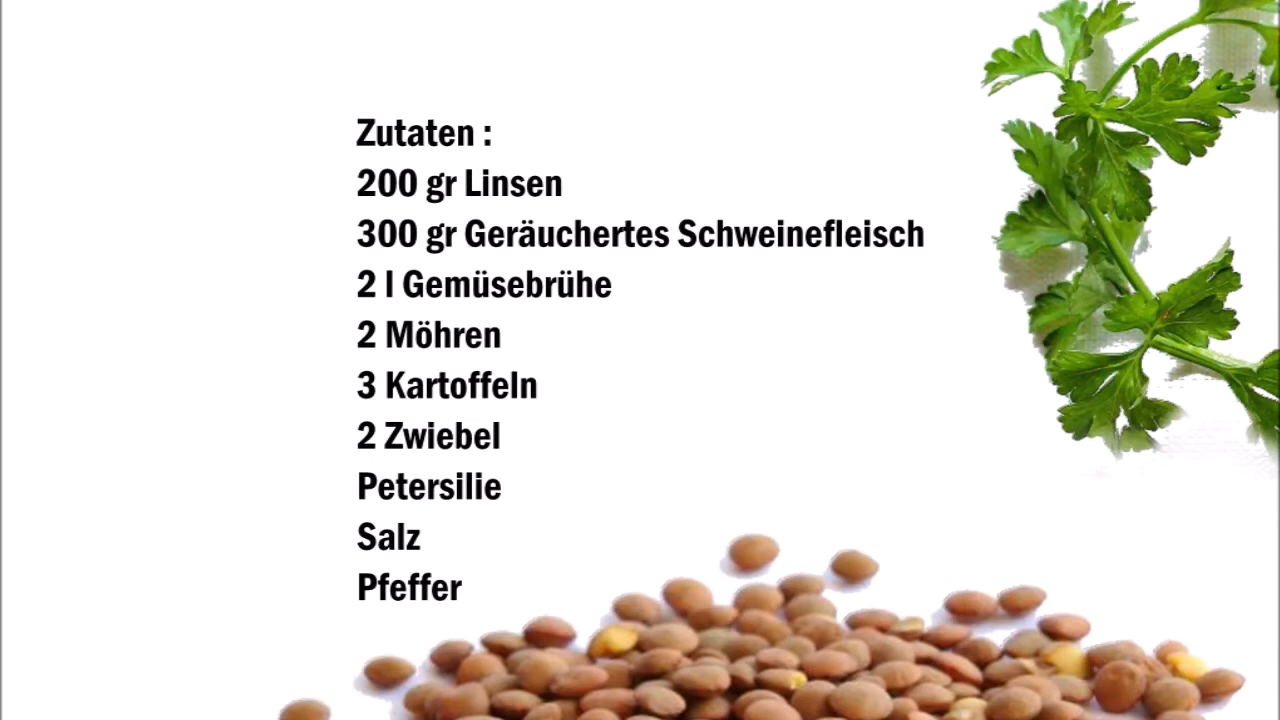 Zutaten :
200 gr Linsen
300 gr Geräuchertes Schweinefleisch
2 l Gemüsebrühe
2 Möhren
3 Kartoffeln
2 Zwiebel
Petersilie
Salz
Pfeffer